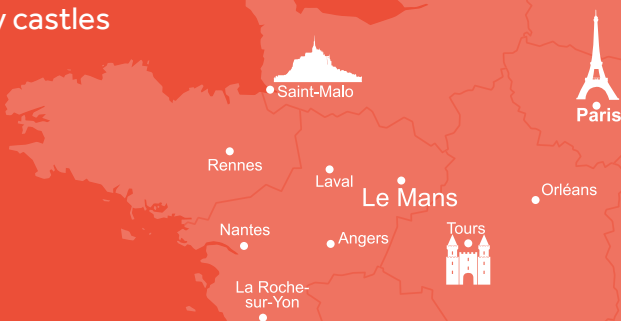 castles
Saint-Malo
Paris
Rennes
Laval
Le Mans
Orléans
Nantes
Angers
Tours
La Roche-
sur-Yon